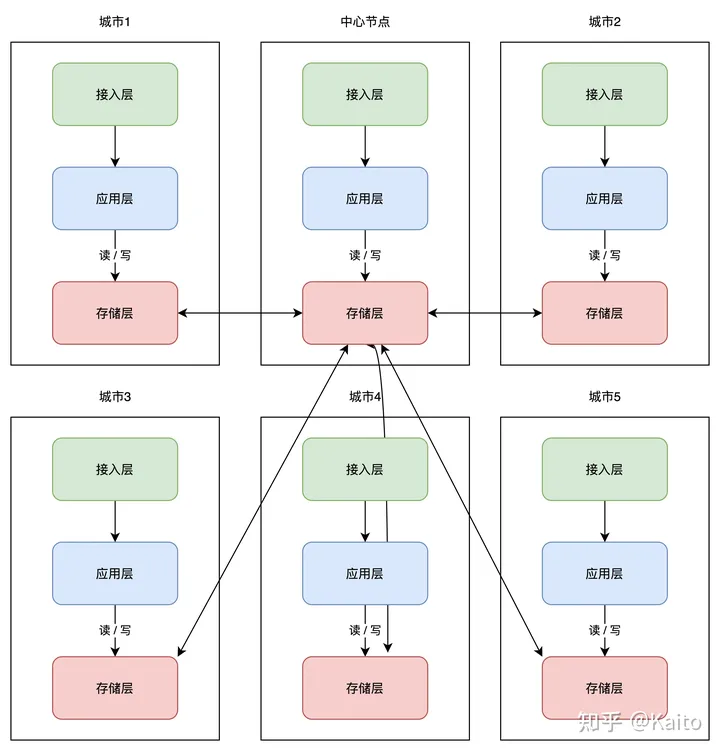 城市1
中心节点
城市2
接入层
接入层
接入层
应用层
应用层
应用层
读 / 写
读 / 写
读 / 写
存储层
存储层
存储层
城市3
城市4
城市5
接入层
接入层
接入层
应用层
应用层
应用层
读 / 写
读 / 写
读 / 写
存储层
存储层
存储层
知乎 @Kaito